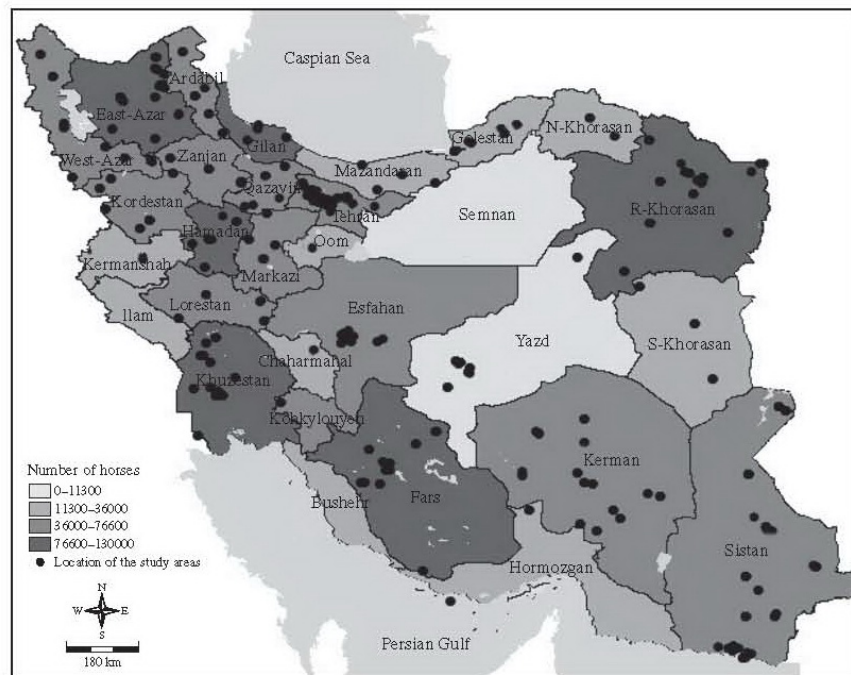 Caspian Sea
Ardabil
East-Azar
Gilan
West-Azar
Zanjan
Golestan
N-Khorasan
Mazandaran
Qazavin
Kordestan
Tehran
Semnan
R-Khorasan
Hamadan
Qom
Kermanshah
Markazi
Lorestan
Esfahan
Ilam
Yazd
S-Khorasan
Chaharmahal
Khuzestan
Kohkylouyeh
Kerman
Fars
Bushehr
Sistan
Hormozgan
Persian Gulf
Number of horses
0–11300
11300–36000
36000–76600
76600–130000
Location of the study areas
N
W E
S
180 km